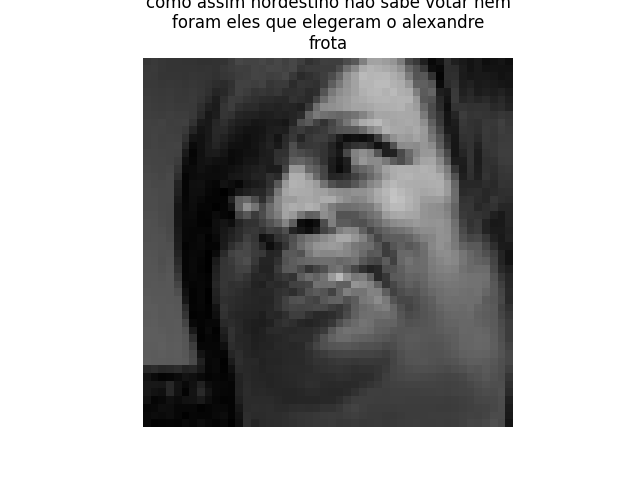 como assim nordestino não sabe votar nem
foram eles que elegeram o alexandre
frota